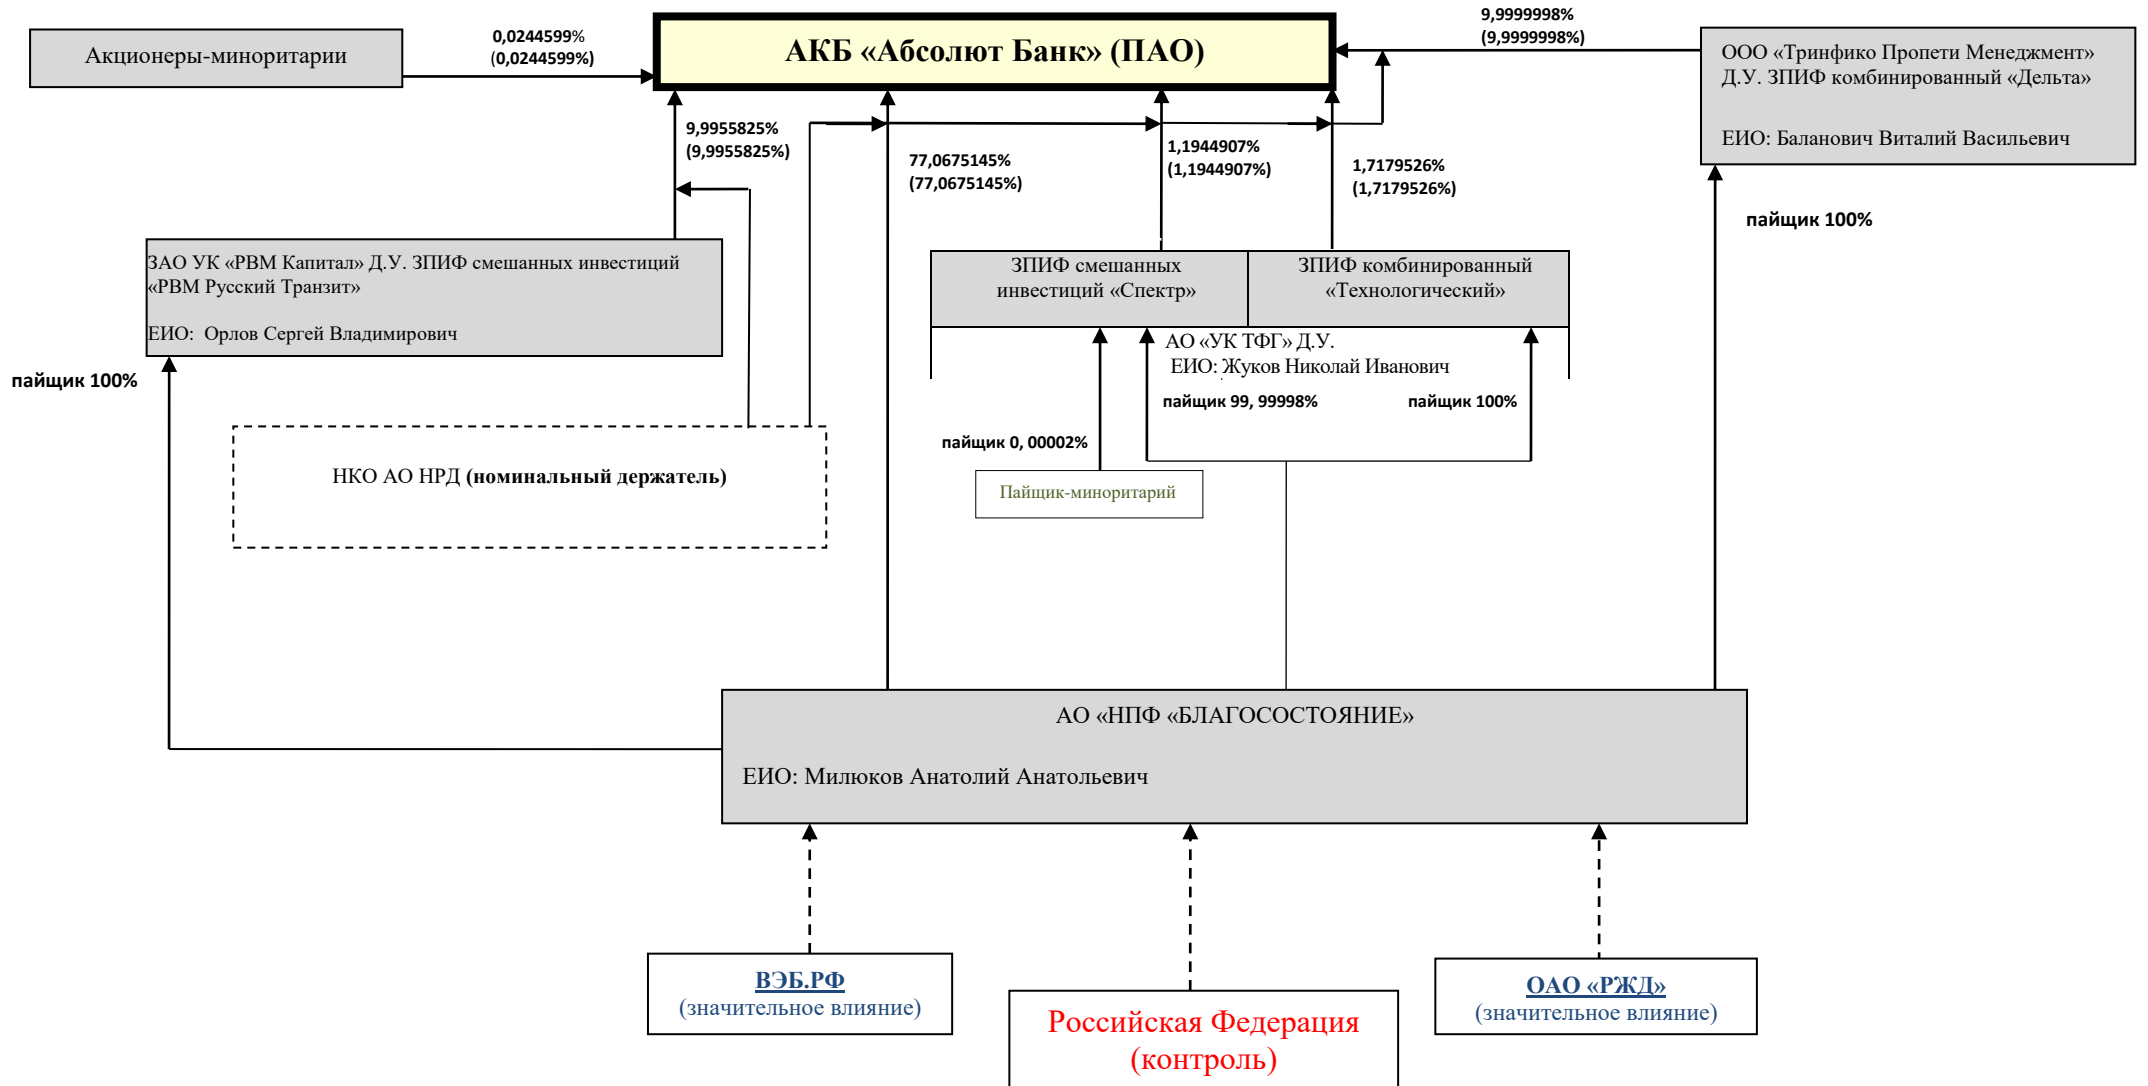 Акционеры-миноритарии
0,0244599%
(0,0244599%)
АКБ «Абсолют Банк» (ПАО)
9,9999998%
(9,9999998%)
ООО «Тринфико Пропети Менеджмент»
Д.У. ЗПИФ комбинированный «Дельта»
ЕИО: Баланович Виталий Васильевич
9,9955825%
(9,9955825%)
77,0675145%
(77,0675145%)
1,1944907%
(1,1944907%)
1,7179526%
(1,7179526%)
пайщик 100%
ЗАО УК «РВМ Капитал» Д.У. ЗПИФ смешанных инвестиций
«РВМ Русский Транзит»
ЕИО:  Орлов Сергей Владимирович
ЗПИФ смешанных
инвестиций «Спектр»
ЗПИФ комбинированный
«Технологический»
АО «УК ТФГ» Д.У.
ЕИО: Жуков Николай Иванович
пайщик 100%
пайщик 99, 99998%
пайщик 100%
пайщик 0, 00002%
НКО АО НРД (номинальный держатель)
Пайщик-миноритарий
АО «НПФ «БЛАГОСОСТОЯНИЕ»
ЕИО: Милюков Анатолий Анатольевич
ВЭБ.РФ
(значительное влияние)
Российская Федерация
(контроль)
ОАО «РЖД»
(значительное влияние)